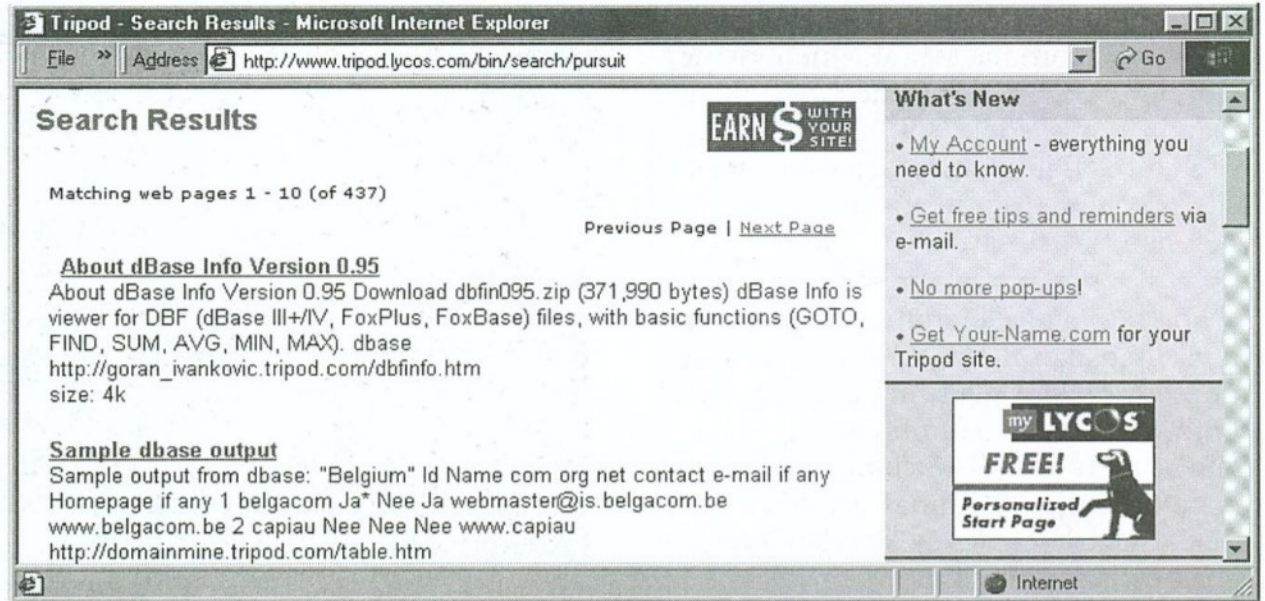 Tripod - Search Results - Microsoft Internet Explorer
File » Address http://www.tripod.lycos.com/bin/search/pursuit Go
Search Results
EARN $ WITH YOUR SITE!
Matching web pages 1 - 10 (of 437)
Previous Page | Next Page
About dBase Info Version 0.95
About dBase Info Version 0.95 Download dbfin095.zip (371,990 bytes) dBase Info is
viewer for DBF (dBase III+/IV, FoxPlus, FoxBase) files, with basic functions (GOTO,
FIND, SUM, AVG, MIN, MAX). dbase
http://goran_ivankovic.tripod.com/dbfinfo.htm
size: 4k
Sample dbase output
Sample output from dbase: "Belgium" Id Name com org net contact e-mail if any
Homepage if any 1 belgacom Ja* Nee Ja webmaster@is.belgacom.be
www.belgacom.be 2 capiau Nee Nee Nee www.capiau
http://domainmine.tripod.com/table.htm
What's New
• My Account - everything you
need to know.
• Get free tips and reminders via
e-mail.
• No more pop-ups!
• Get Your-Name.com for your
Tripod site.
my LYCOS
FREE!
Personalized
Start Page
Internet